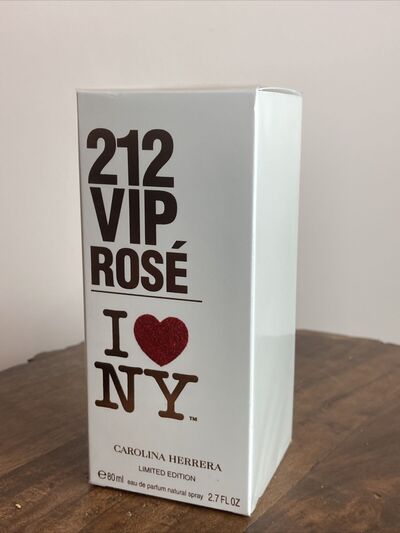 212
VIP
ROSÉ
I ❤
NY™
CAROLINA HERRERA
LIMITED EDITION
℮80 ml eau de parfum natural spray 2.7 FL OZ